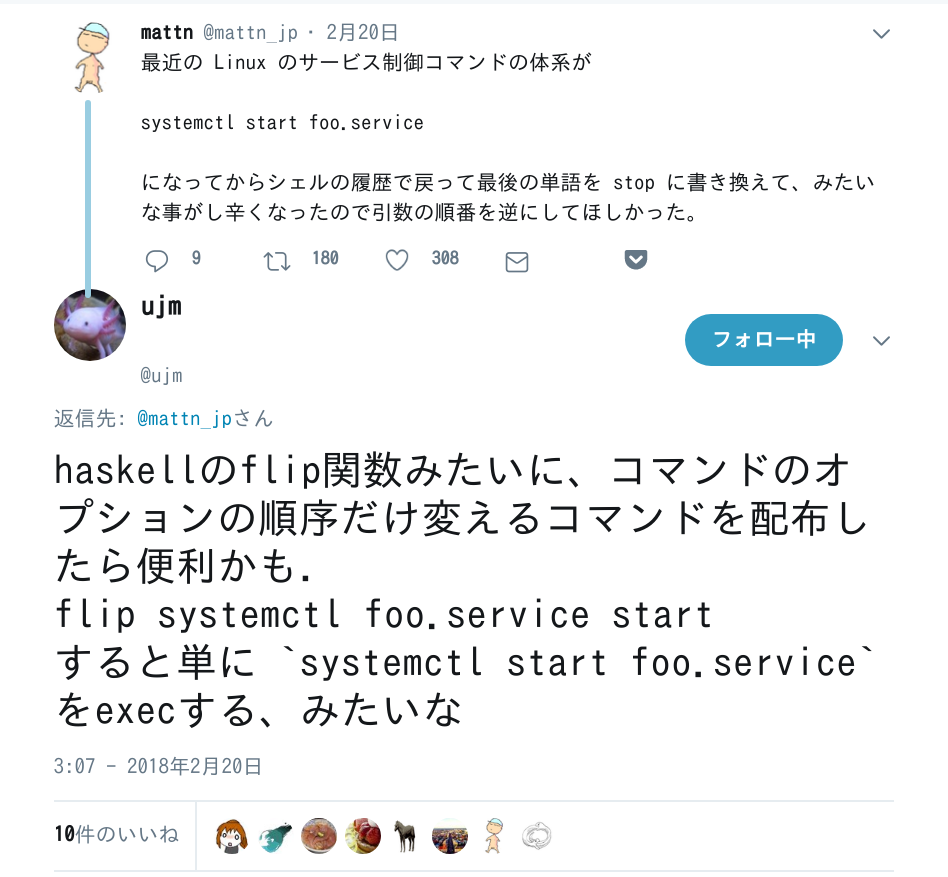 mattn @mattn_jp · 2月20日
最近の Linux のサービス制御コマンドの体系が
systemctl start foo.service
になってからシェルの履歴で戻って最後の単語を stop に書き換えて、みたい
な事がし辛くなったので引数の順番を逆にしてほしかった。
9 180 308
ujm
フォロー中
@ujm
返信先: @mattn_jpさん
haskellのflip関数みたいに、コマンドのオ
プションの順序だけ変えるコマンドを配布し
たら便利かも.
flip systemctl foo.service start
すると単に `systemctl start foo.service`
をexecする、みたいな
3:07 - 2018年2月20日
10件のいいね